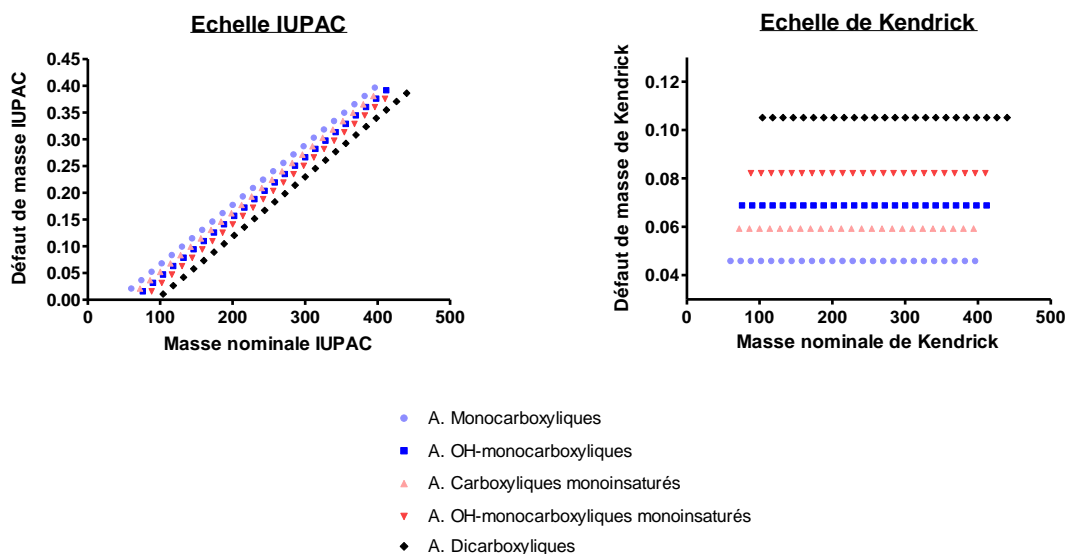 Echelle IUPAC
Défaut de masse IUPAC
0.45
0.40
0.35
0.30
0.25
0.20
0.15
0.10
0.05
0.00
0 100 200 300 400 500
Masse nominale IUPAC
Echelle de Kendrick
Défaut de masse de Kendrick
0.12
0.10
0.08
0.06
0.04
0 100 200 300 400 500
Masse nominale de Kendrick
A. Monocarboxyliques
A. OH-monocarboxyliques
A. Carboxyliques monoinsaturés
A. OH-monocarboxyliques monoinsaturés
A. Dicarboxyliques